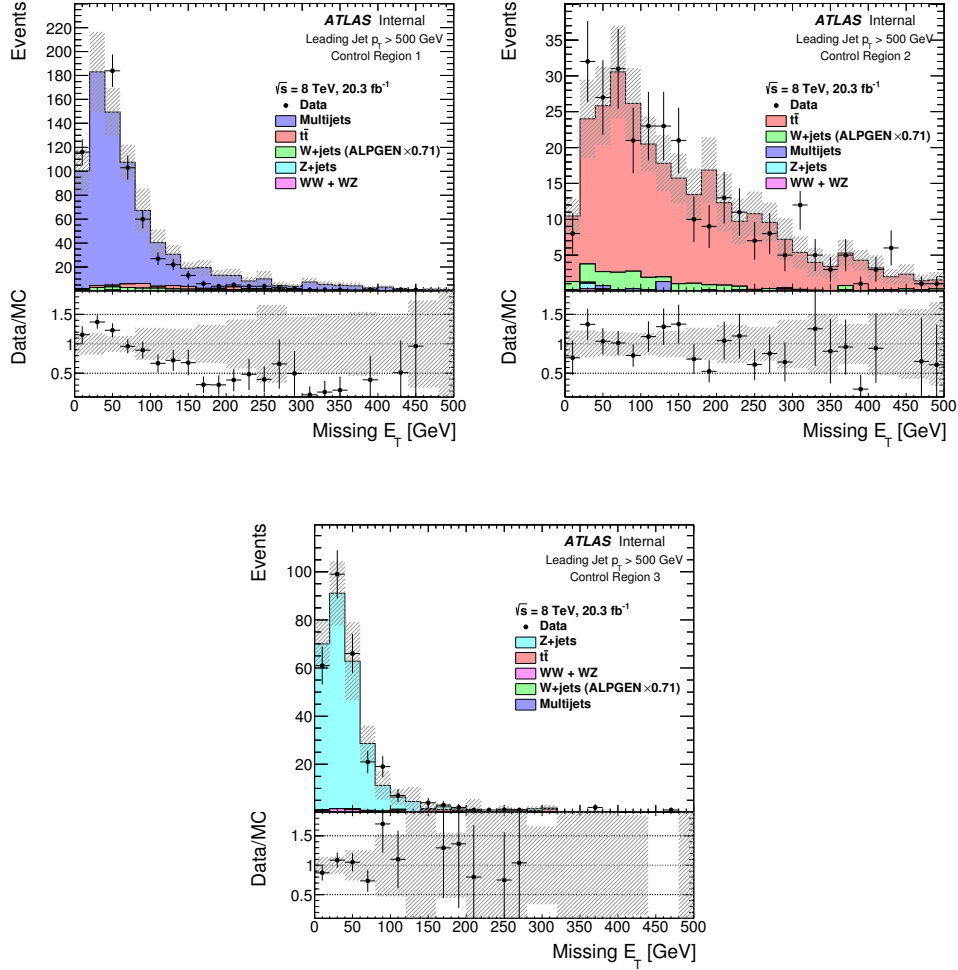 Events
ATLAS Internal
Leading Jet p_T > 500 GeV
Control Region 1
√s = 8 TeV, 20.3 fb⁻¹
Data
Multijets
tt̄
W+jets (ALPGEN×0.71)
Z+jets
WW + WZ
220
200
180
160
140
120
100
80
60
40
20
Data/MC
1.5
1
0.5
0 50 100 150 200 250 300 350 400 450 500
Missing E_T [GeV]
Events
ATLAS Internal
Leading Jet p_T > 500 GeV
Control Region 2
√s = 8 TeV, 20.3 fb⁻¹
Data
tt̄
W+jets (ALPGEN×0.71)
Multijets
Z+jets
WW + WZ
35
30
25
20
15
10
5
Data/MC
1.5
1
0.5
0 50 100 150 200 250 300 350 400 450 500
Missing E_T [GeV]
Events
ATLAS Internal
Leading Jet p_T > 500 GeV
Control Region 3
√s = 8 TeV, 20.3 fb⁻¹
Data
Z+jets
tt̄
WW + WZ
W+jets (ALPGEN×0.71)
Multijets
100
80
60
40
20
Data/MC
1.5
1
0.5
0 50 100 150 200 250 300 350 400 450 500
Missing E_T [GeV]